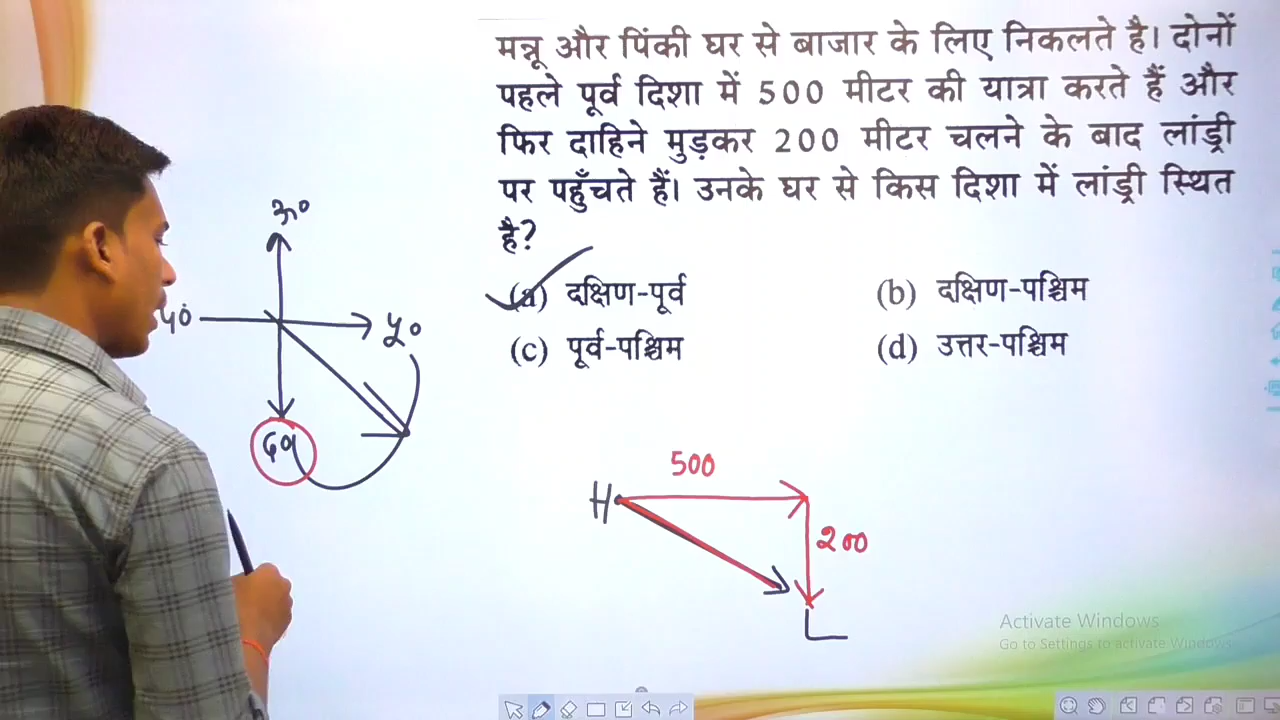 मन्नू और पिंकी घर से बाजार के लिए निकलते है। दोनों
पहले पूर्व दिशा में 500 मीटर की यात्रा करते हैं और
फिर दाहिने मुड़कर 200 मीटर चलने के बाद लांड्री
पर पहुँचते हैं। उनके घर से किस दिशा में लांड्री स्थित
है?
(a) दक्षिण-पूर्व
(b) दक्षिण-पश्चिम
(c) पूर्व-पश्चिम
(d) उत्तर-पश्चिम
उ०
प०
पू०
द०
500
H
२००
L
Activate Windows
Go to Settings to activate Windows.